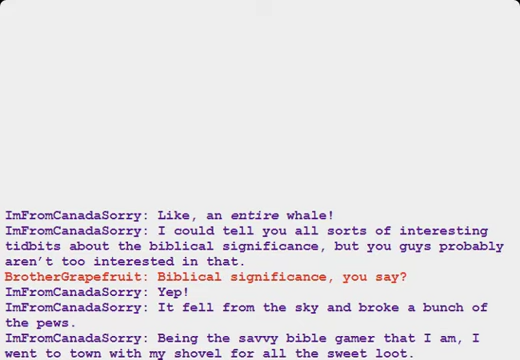 ImFromCanadaSorry: Like, an entire whale!
ImFromCanadaSorry: I could tell you all sorts of interesting
tidbits about the biblical significance, but you guys probably
aren’t too interested in that.
BrotherGrapefruit: Biblical significance, you say?
ImFromCanadaSorry: Yep!
ImFromCanadaSorry: It fell from the sky and broke a bunch of
the pews.
ImFromCanadaSorry: Being the savvy bible gamer that I am, I
went to town with my shovel for all the sweet loot.